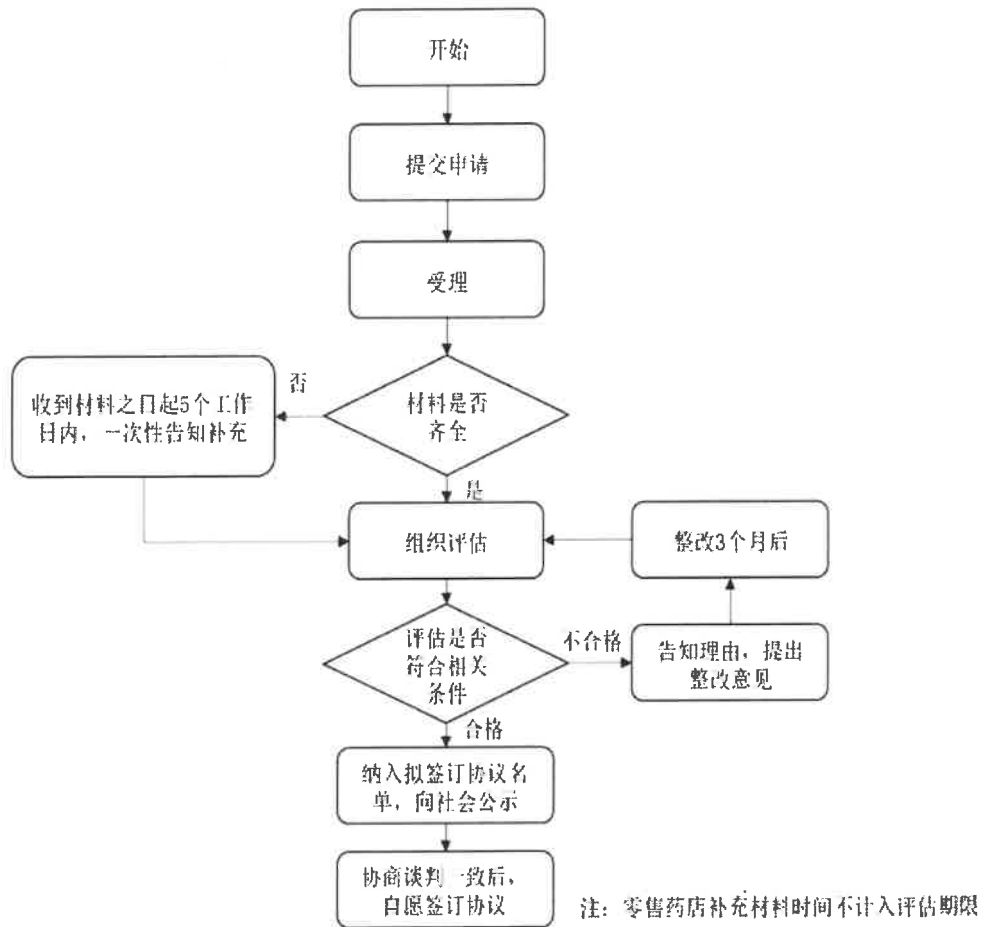 开始
提交申请
受理
材料是否
齐全
否
收到材料之日起5个工作
日内，一次性告知补充
是
组织评估
整改3个月后
评估是否
符合相关
条件
不合格
告知理由，提出
整改意见
合格
纳入拟签订协议名
单，向社会公示
协商谈判一致后，
自愿签订协议
注：零售药店补充材料时间不计入评估期限